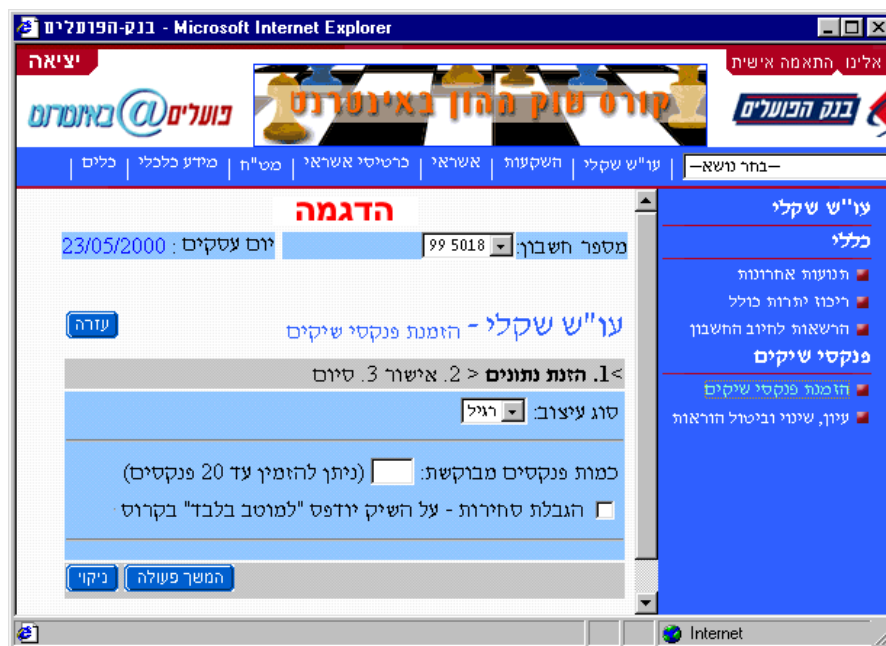 בנק-הפועלים - Microsoft Internet Explorer
אלינו התאמה אישית
יציאה
בנק הפועלים
קורס שוק ההון באינטרנט
פועלים@באינטרנט
—בחר נושא—
עו"ש שקלי | השקעות | אשראי | כרטיסי אשראי | מט"ח | מידע כלכלי | כלים |
עו"ש שקלי
כללי
תנועות אחרונות
ריכוז יתרות כולל
הרשאות לחיוב החשבון
פנקסי שיקים
הזמנת פנקסי שיקים
עיון, שינוי וביטול הוראות
הדגמה
מספר חשבון: 99 5018 יום עסקים : 23/05/2000
עו"ש שקלי - הזמנת פנקסי שיקים
עזרה
>1. הזנת נתונים < 2. אישור 3. סיום
סוג עיצוב: רגיל
כמות פנקסים מבוקשת: (ניתן להזמין עד 20 פנקסים)
הגבלת סחירות - על השיק יודפס "למוטב בלבד" בקרוס
המשך פעולה ניקוי
Internet